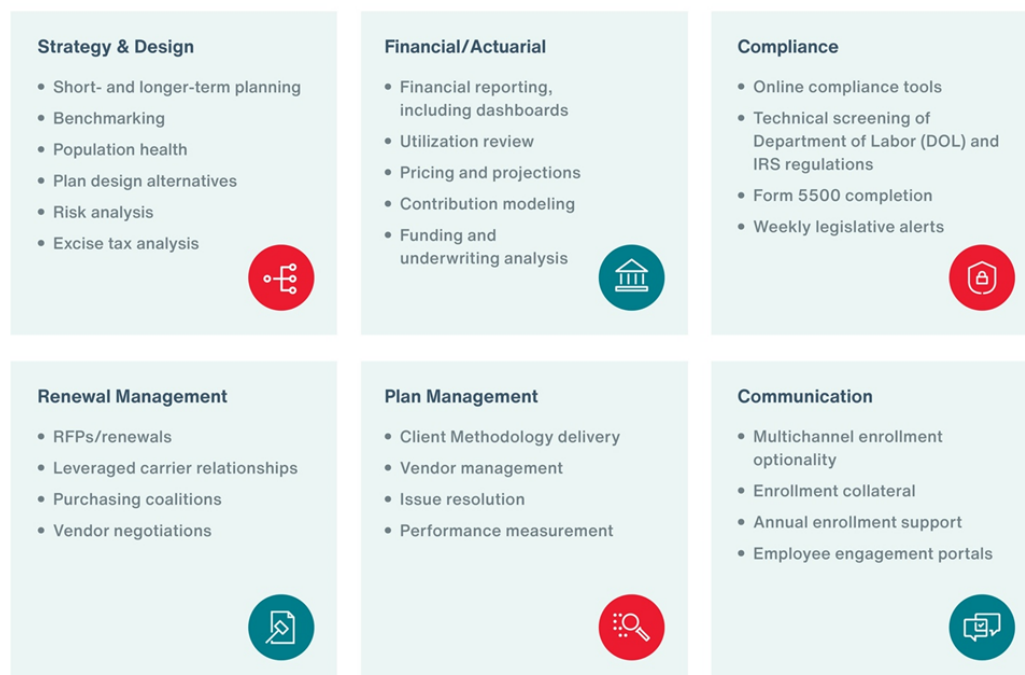 Strategy & Design
• Short- and longer-term planning
• Benchmarking
• Population health
• Plan design alternatives
• Risk analysis
• Excise tax analysis
Financial/Actuarial
• Financial reporting,
including dashboards
• Utilization review
• Pricing and projections
• Contribution modeling
• Funding and
underwriting analysis
Compliance
• Online compliance tools
• Technical screening of
Department of Labor (DOL) and
IRS regulations
• Form 5500 completion
• Weekly legislative alerts
Renewal Management
• RFPs/renewals
• Leveraged carrier relationships
• Purchasing coalitions
• Vendor negotiations
Plan Management
• Client Methodology delivery
• Vendor management
• Issue resolution
• Performance measurement
Communication
• Multichannel enrollment
optionality
• Enrollment collateral
• Annual enrollment support
• Employee engagement portals